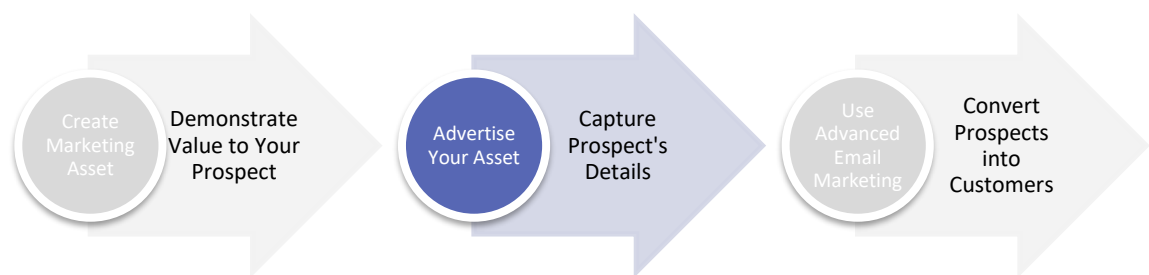 Create
Marketing
Asset
Demonstrate
Value to Your
Prospect
Advertise
Your Asset
Capture
Prospect's
Details
Use
Advanced
Email
Marketing
Convert
Prospects
into
Customers